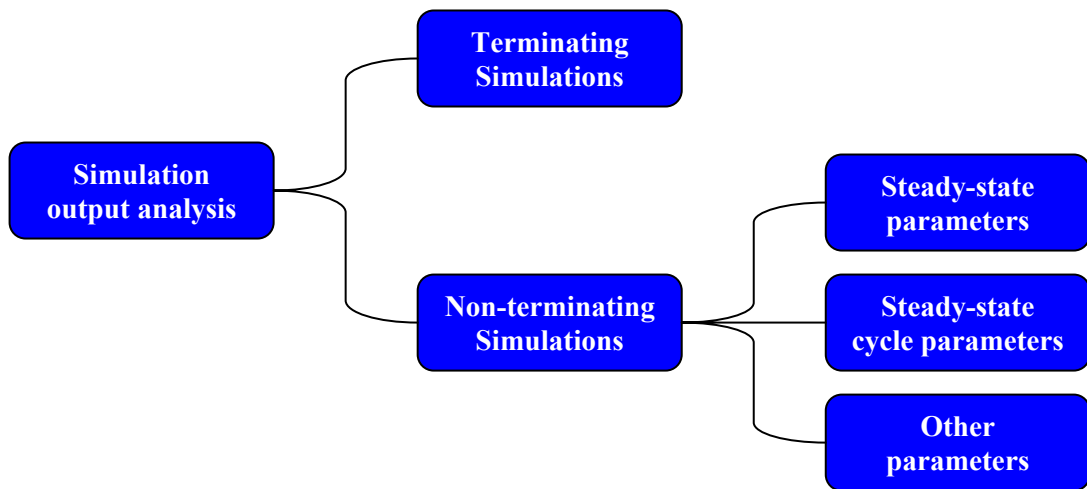 Terminating
Simulations
Simulation
output analysis
Steady-state
parameters
Non-terminating
Simulations
Steady-state
cycle parameters
Other
parameters